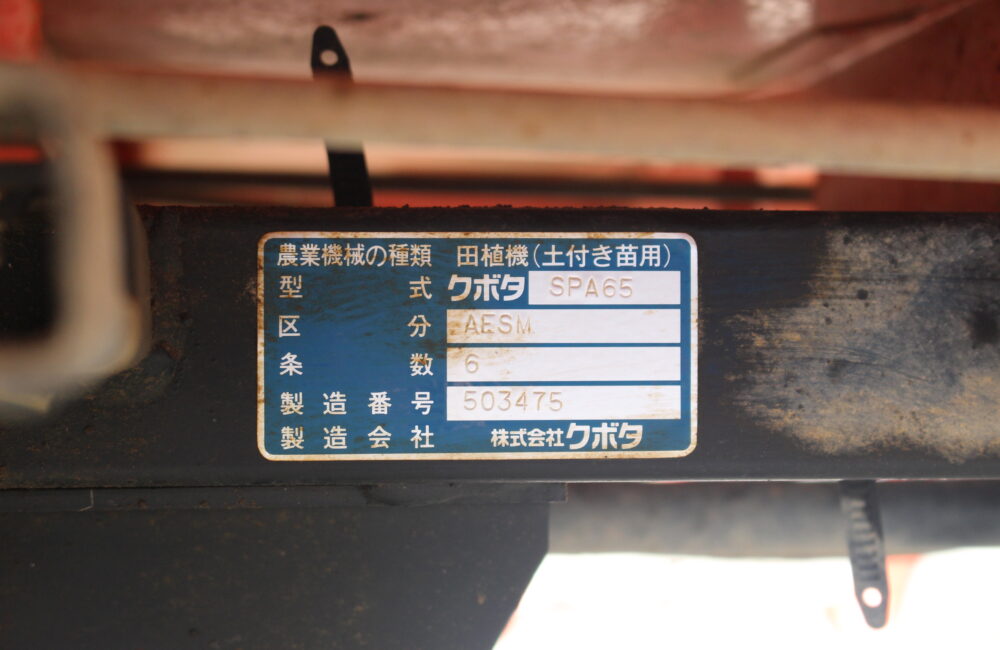 農業機械の種類 田植機(土付き苗用)
型式 クボタ SPA65
区分 AESM
条数 6
製造番号 503475
製造会社 株式会社クボタ